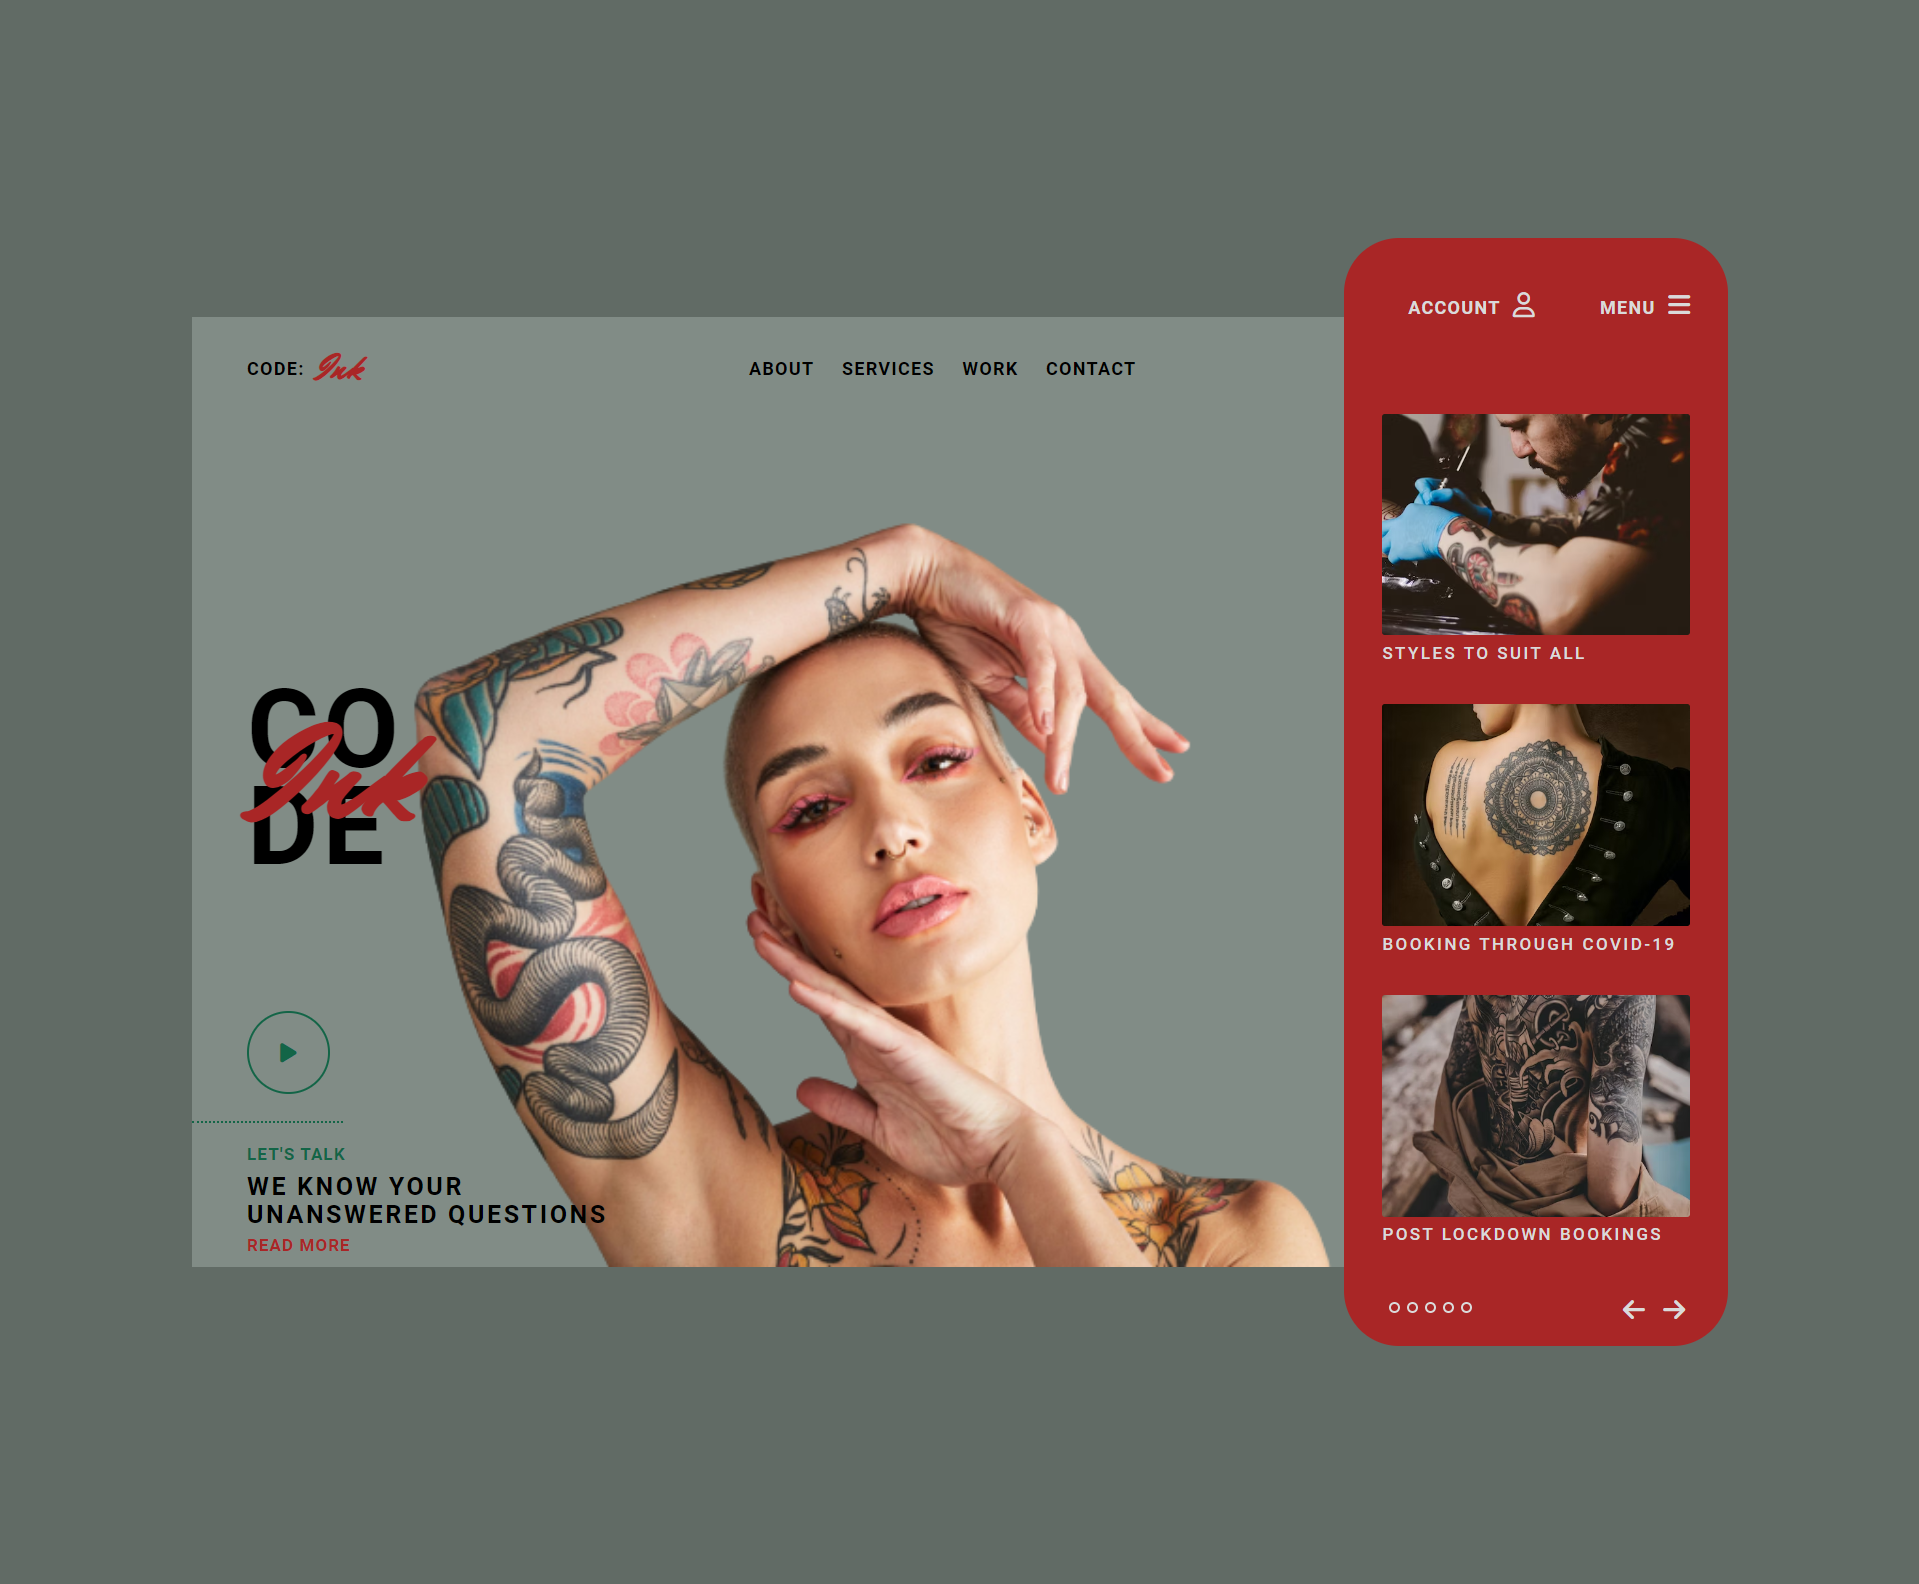 CODE: Ink
ABOUT SERVICES WORK CONTACT
CO
Ink
DE
LET'S TALK
WE KNOW YOUR
UNANSWERED QUESTIONS
READ MORE
ACCOUNT MENU
STYLES TO SUIT ALL
BOOKING THROUGH COVID-19
POST LOCKDOWN BOOKINGS